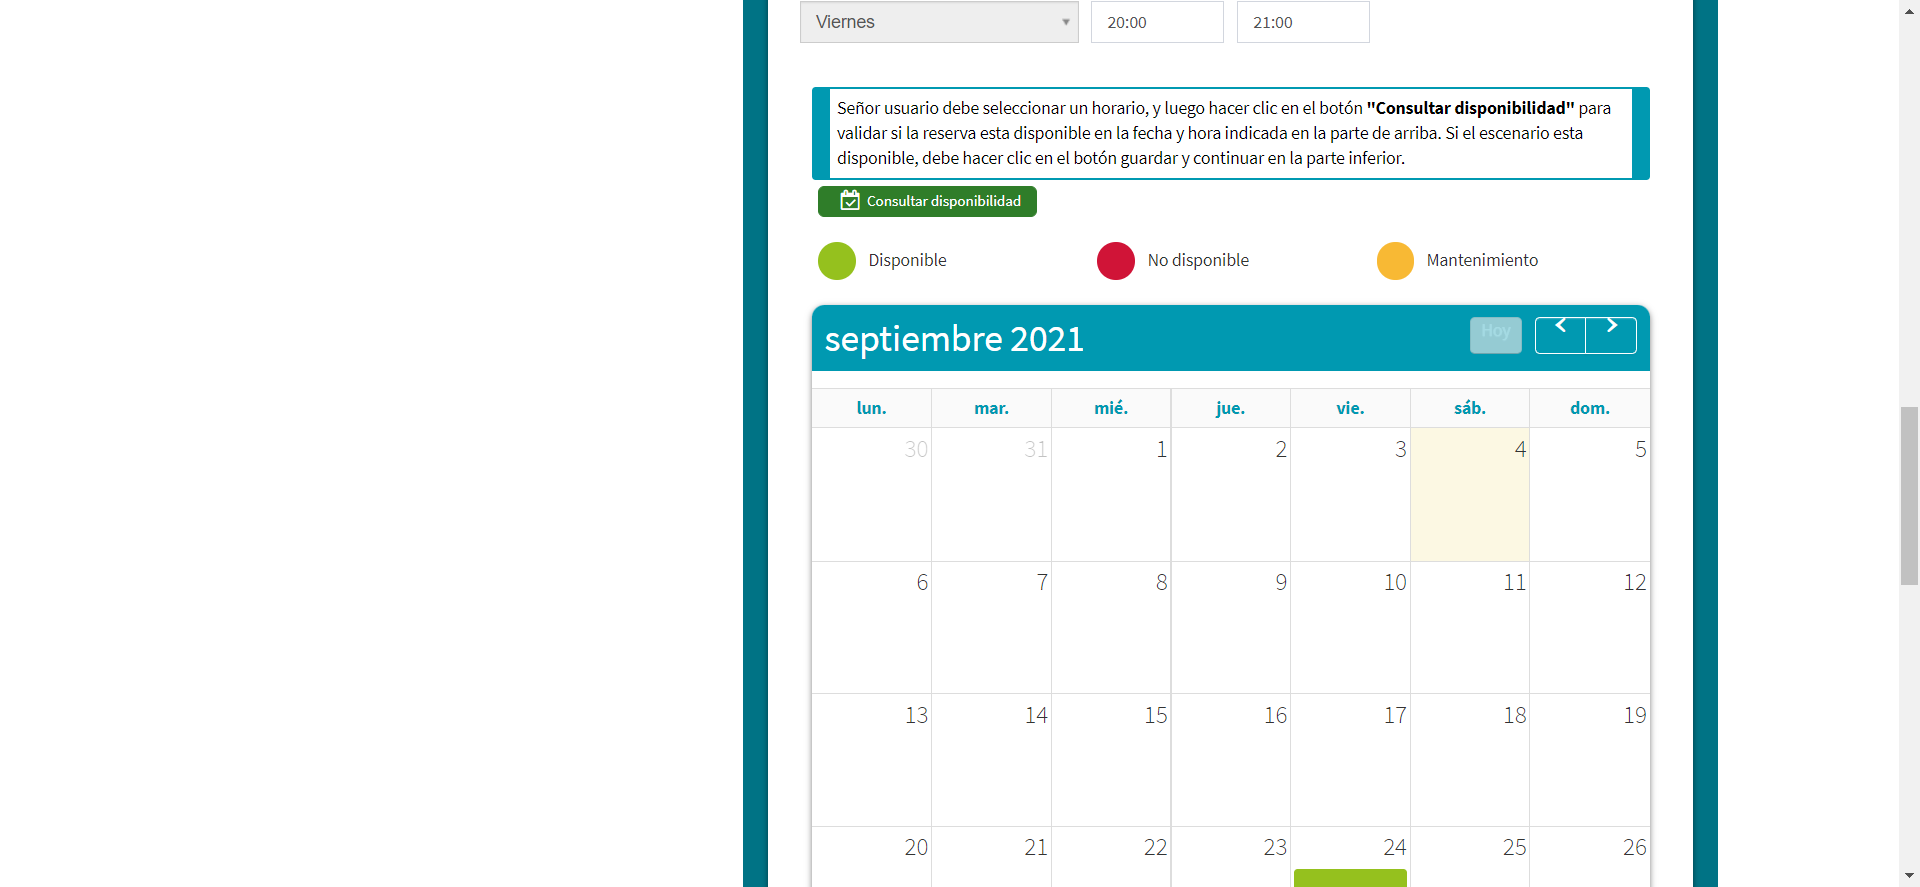 Viernes 20:00 21:00
Señor usuario debe seleccionar un horario, y luego hacer clic en el botón "Consultar disponibilidad" para
validar si la reserva esta disponible en la fecha y hora indicada en la parte de arriba. Si el escenario esta
disponible, debe hacer clic en el botón guardar y continuar en la parte inferior.
Consultar disponibilidad
Disponible No disponible Mantenimiento
septiembre 2021 Hoy
lun. mar. mié. jue. vie. sáb. dom.
30 31 1 2 3 4 5
6 7 8 9 10 11 12
13 14 15 16 17 18 19
20 21 22 23 24 25 26